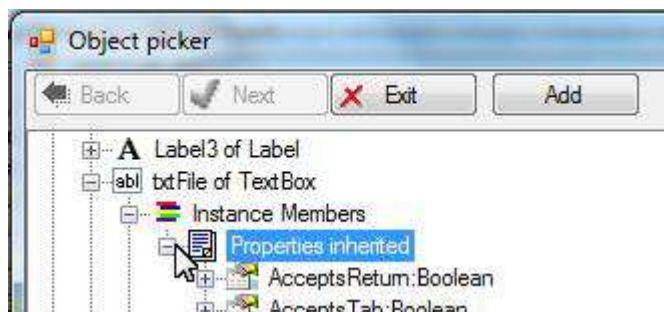 Object picker
Back Next Exit Add
A Label3 of Label
abl txtFile of TextBox
Instance Members
Properties inherited
AcceptsReturn:Boolean
AcceptsTab:Boolean